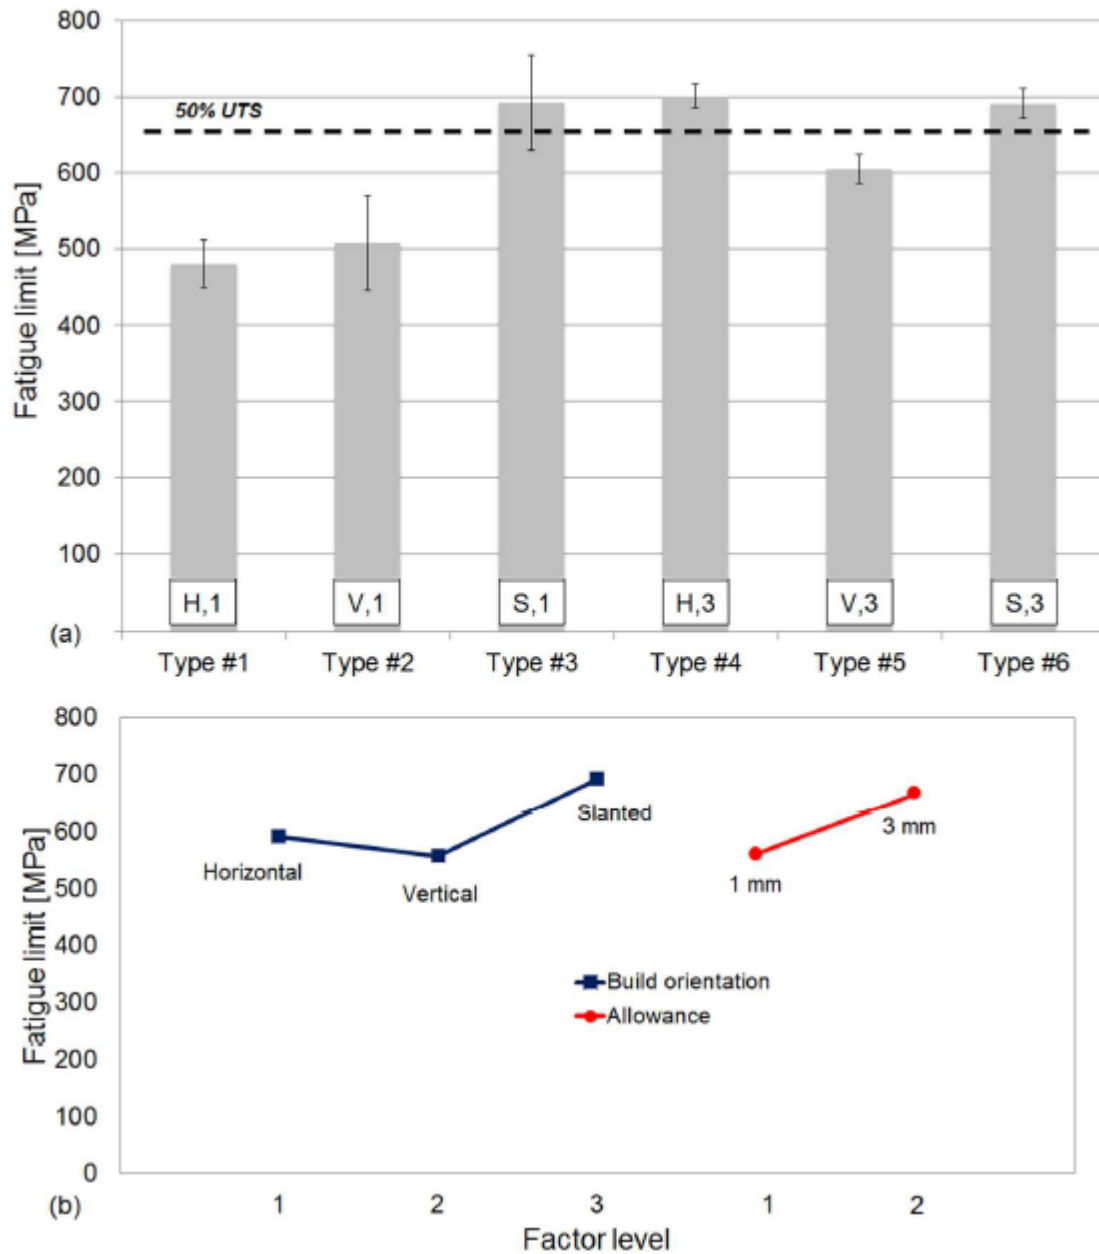 800
700
50% UTS
600
500
400
300
200
100
Fatigue limit [MPa]
H,1 V,1 S,1 H,3 V,3 S,3
(a)
Type #1 Type #2 Type #3 Type #4 Type #5 Type #6
800
700
600
500
400
300
200
100
0
Fatigue limit [MPa]
Slanted
3 mm
Horizontal
1 mm
Vertical
Build orientation
Allowance
(b)
1 2 3 1 2
Factor level